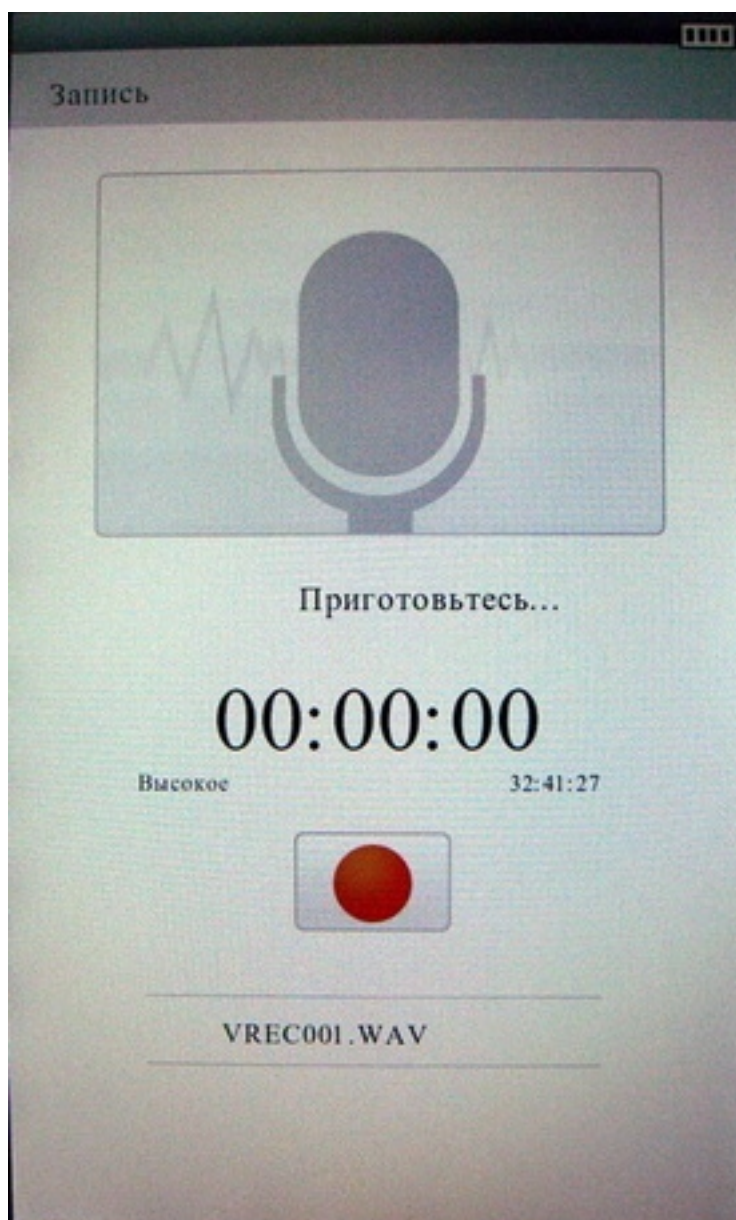 Запись
Приготовьтесь...
00:00:00
Высокое 32:41:27
VREC001.WAV